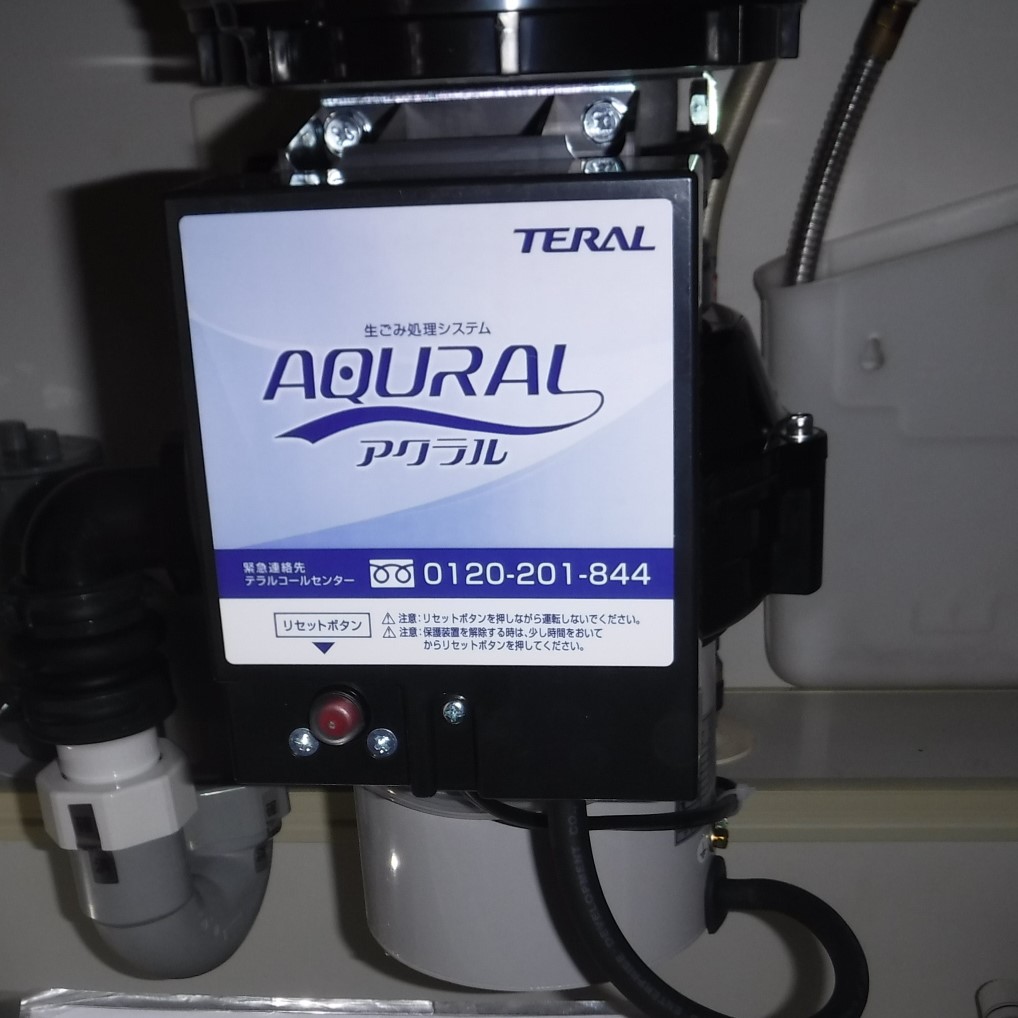 TERAL
生ごみ処理システム
AQURAL
アクラル
緊急連絡先
テラルコールセンター
0120-201-844
リセットボタン
⚠注意:リセットボタンを押しながら運転しないでください。
⚠注意:保護装置を解除する時は、少し時間をおいて
からリセットボタンを押してください。